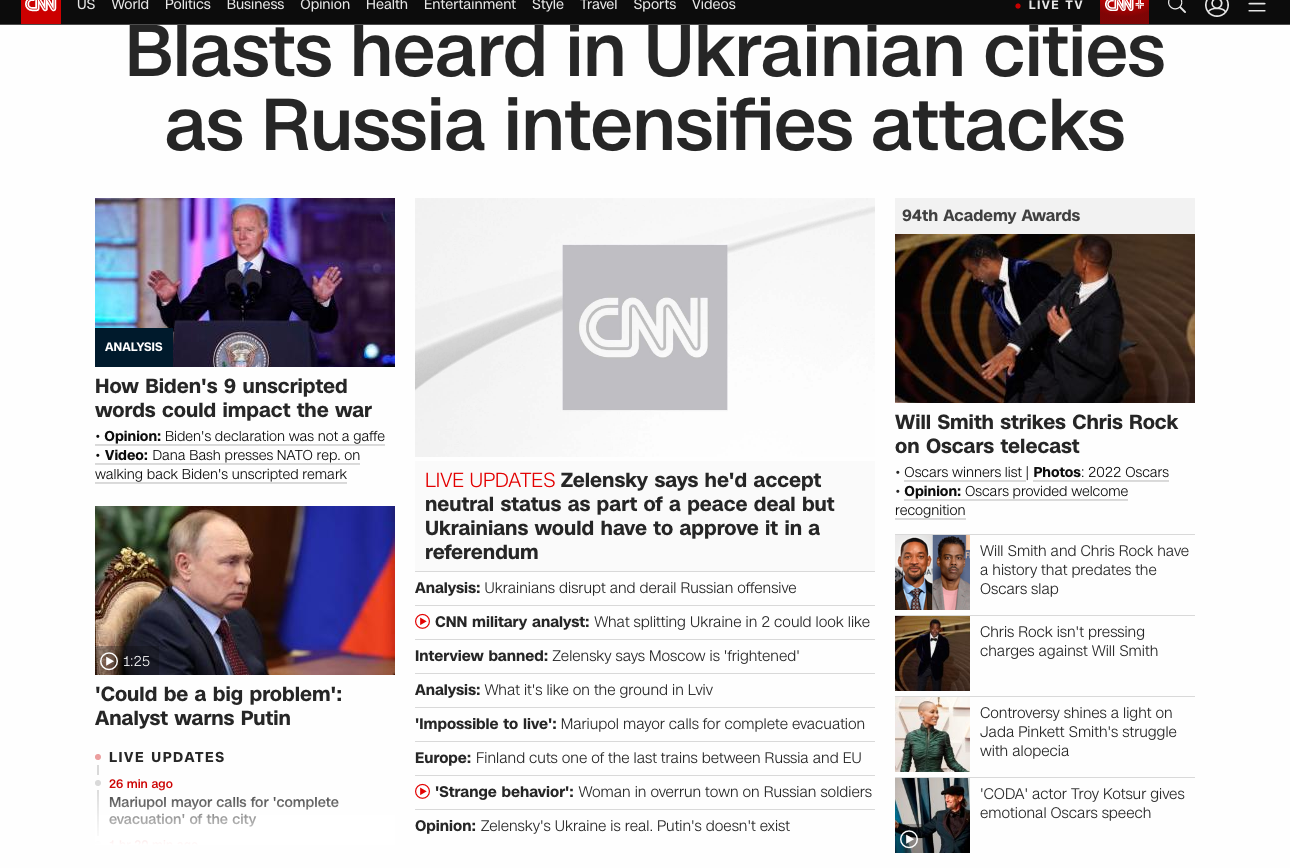 CNN US World Politics Business Opinion Health Entertainment Style Travel Sports Videos LIVE TV CNN+
Blasts heard in Ukrainian cities
as Russia intensifies attacks
ANALYSIS
How Biden's 9 unscripted
words could impact the war
• Opinion: Biden's declaration was not a gaffe
• Video: Dana Bash presses NATO rep. on
walking back Biden's unscripted remark
1:25
'Could be a big problem':
Analyst warns Putin
LIVE UPDATES
26 min ago
Mariupol mayor calls for 'complete
evacuation' of the city
CNN
LIVE UPDATES Zelensky says he'd accept
neutral status as part of a peace deal but
Ukrainians would have to approve it in a
referendum
Analysis: Ukrainians disrupt and derail Russian offensive
CNN military analyst: What splitting Ukraine in 2 could look like
Interview banned: Zelensky says Moscow is 'frightened'
Analysis: What it's like on the ground in Lviv
'Impossible to live': Mariupol mayor calls for complete evacuation
Europe: Finland cuts one of the last trains between Russia and EU
'Strange behavior': Woman in overrun town on Russian soldiers
Opinion: Zelensky's Ukraine is real. Putin's doesn't exist
94th Academy Awards
Will Smith strikes Chris Rock
on Oscars telecast
• Oscars winners list | Photos: 2022 Oscars
• Opinion: Oscars provided welcome
recognition
Will Smith and Chris Rock have
a history that predates the
Oscars slap
Chris Rock isn't pressing
charges against Will Smith
Controversy shines a light on
Jada Pinkett Smith's struggle
with alopecia
'CODA' actor Troy Kotsur gives
emotional Oscars speech